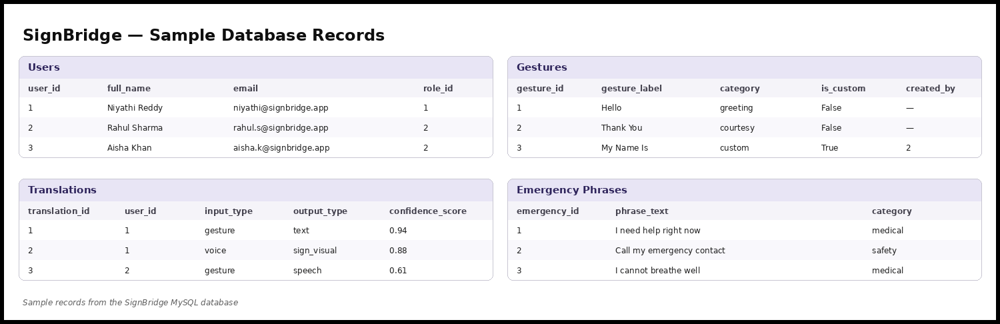 SignBridge — Sample Database Records
Users
user_id full_name email role_id
1 Niyathi Reddy niyathi@signbridge.app 1
2 Rahul Sharma rahul.s@signbridge.app 2
3 Aisha Khan aisha.k@signbridge.app 2
Gestures
gesture_id gesture_label category is_custom created_by
1 Hello greeting False —
2 Thank You courtesy False —
3 My Name Is custom True 2
Translations
translation_id user_id input_type output_type confidence_score
1 1 gesture text 0.94
2 1 voice sign_visual 0.88
3 2 gesture speech 0.61
Emergency Phrases
emergency_id phrase_text category
1 I need help right now medical
2 Call my emergency contact safety
3 I cannot breathe well medical
Sample records from the SignBridge MySQL database